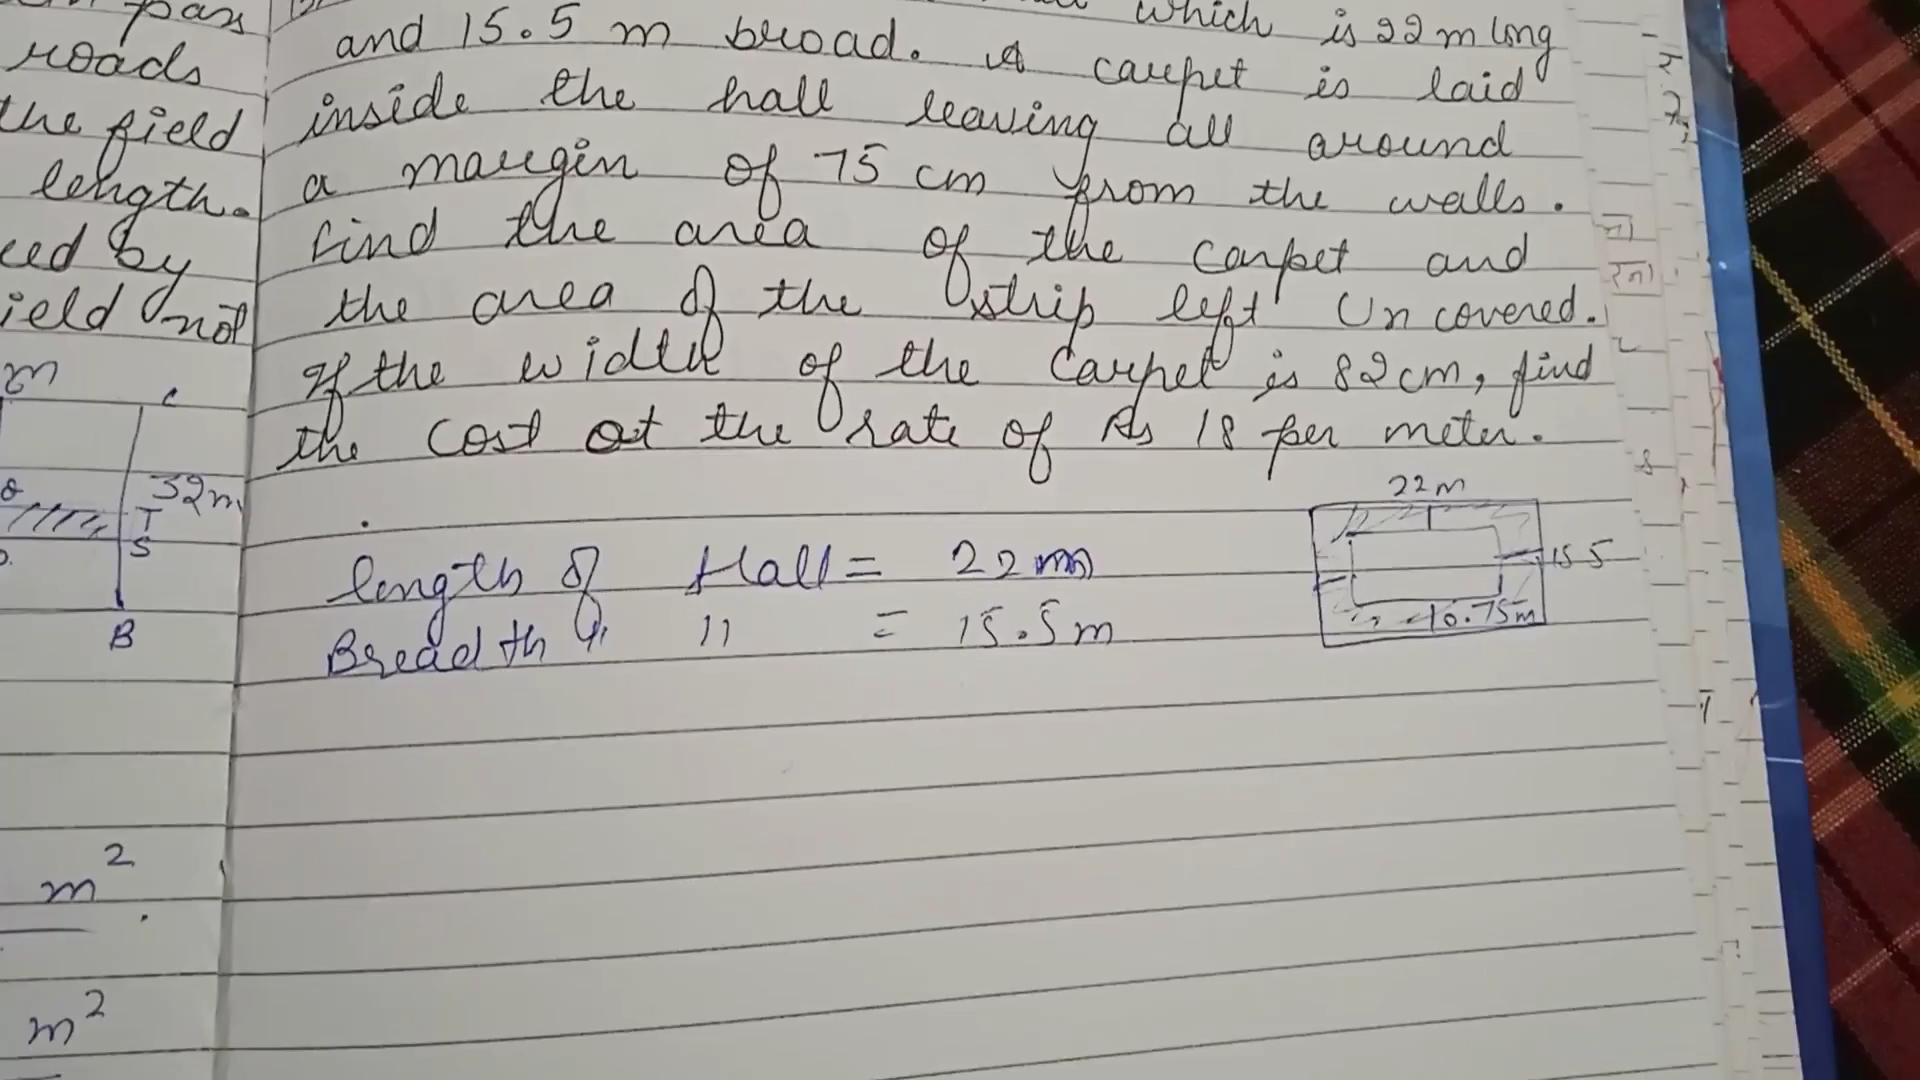 pass
roads
the field
length.
ced by
ield not
m
c
32m
T
S
B
m²
m²
which is 22 m long
and 15.5 m broad. A carpet is laid
inside the hall leaving all around
a margin of 75 cm from the walls.
find the area of the carpet and
the area of the strip left Uncovered.
If the width of the Carpet is 82 cm, find
the cost at the rate of Rs 18 per meter.
22 m
15.5
0.75m
length of Hall = 22 m
Breadth " " = 15.5 m